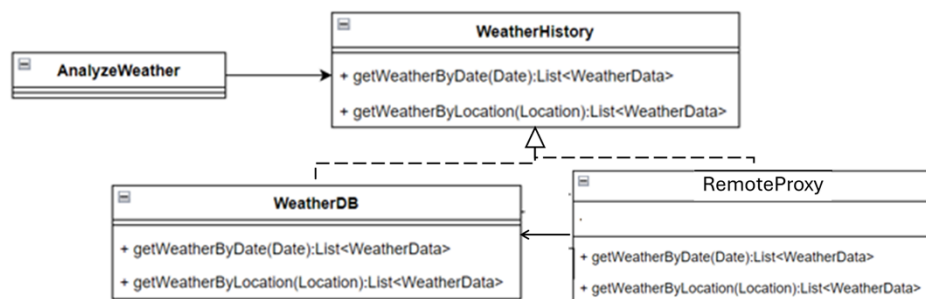 WeatherHistory
+ getWeatherByDate(Date):List<WeatherData>
+ getWeatherByLocation(Location):List<WeatherData>
AnalyzeWeather
WeatherDB
+ getWeatherByDate(Date):List<WeatherData>
+ getWeatherByLocation(Location):List<WeatherData>
RemoteProxy
+ getWeatherByDate(Date):List<WeatherData>
+ getWeatherByLocation(Location):List<WeatherData>